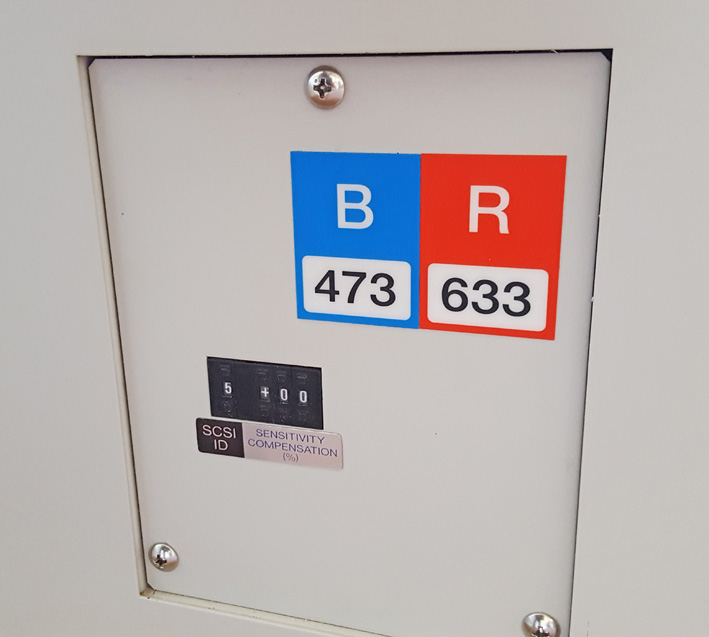 B R
473 633
5 +00
SCSI ID
SENSITIVITY
COMPENSATION
(%)